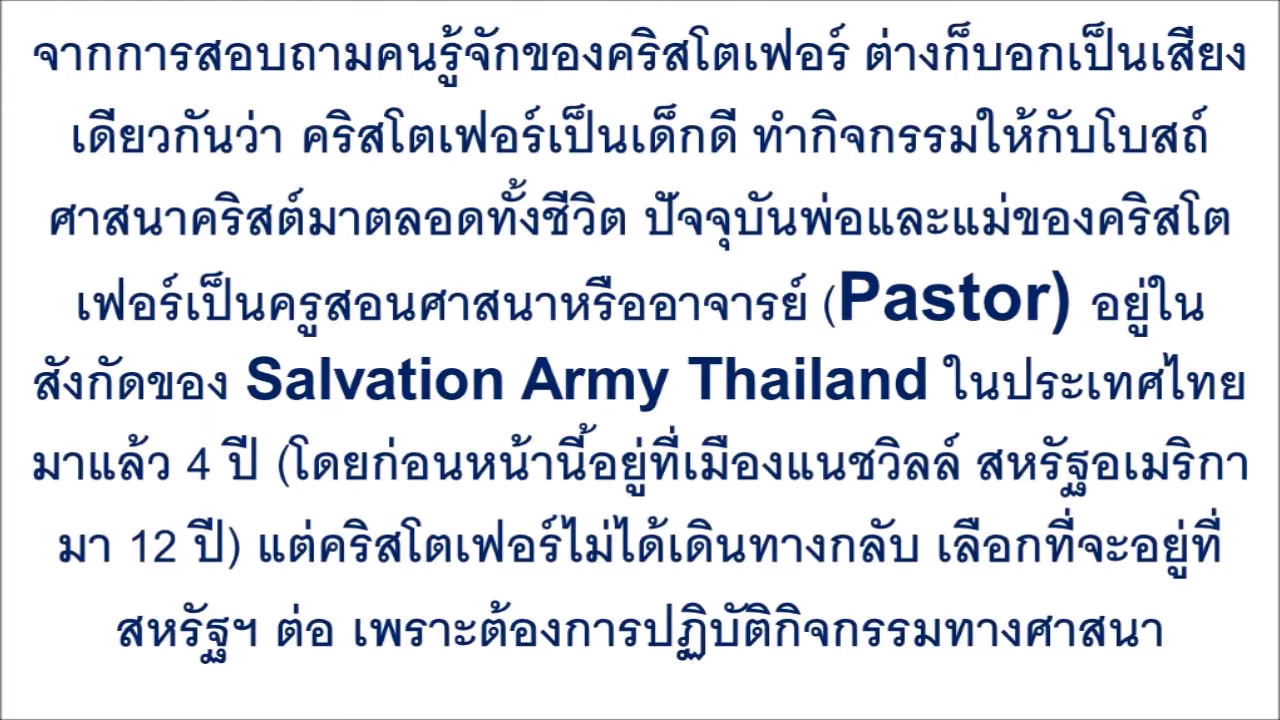 จากการสอบถามคนรู้จักของคริสโตเฟอร์ ต่างก็บอกเป็นเสียง
เดียวกันว่า คริสโตเฟอร์เป็นเด็กดี ทำกิจกรรมให้กับโบสถ์
ศาสนาคริสต์มาตลอดทั้งชีวิต ปัจจุบันพ่อและแม่ของคริสโต
เฟอร์เป็นครูสอนศาสนาหรืออาจารย์ (Pastor) อยู่ใน
สังกัดของ Salvation Army Thailand ในประเทศไทย
มาแล้ว 4 ปี (โดยก่อนหน้านี้อยู่ที่เมืองแนชวิลล์ สหรัฐอเมริกา
มา 12 ปี) แต่คริสโตเฟอร์ไม่ได้เดินทางกลับ เลือกที่จะอยู่ที่
สหรัฐฯ ต่อ เพราะต้องการปฏิบัติกิจกรรมทางศาสนา